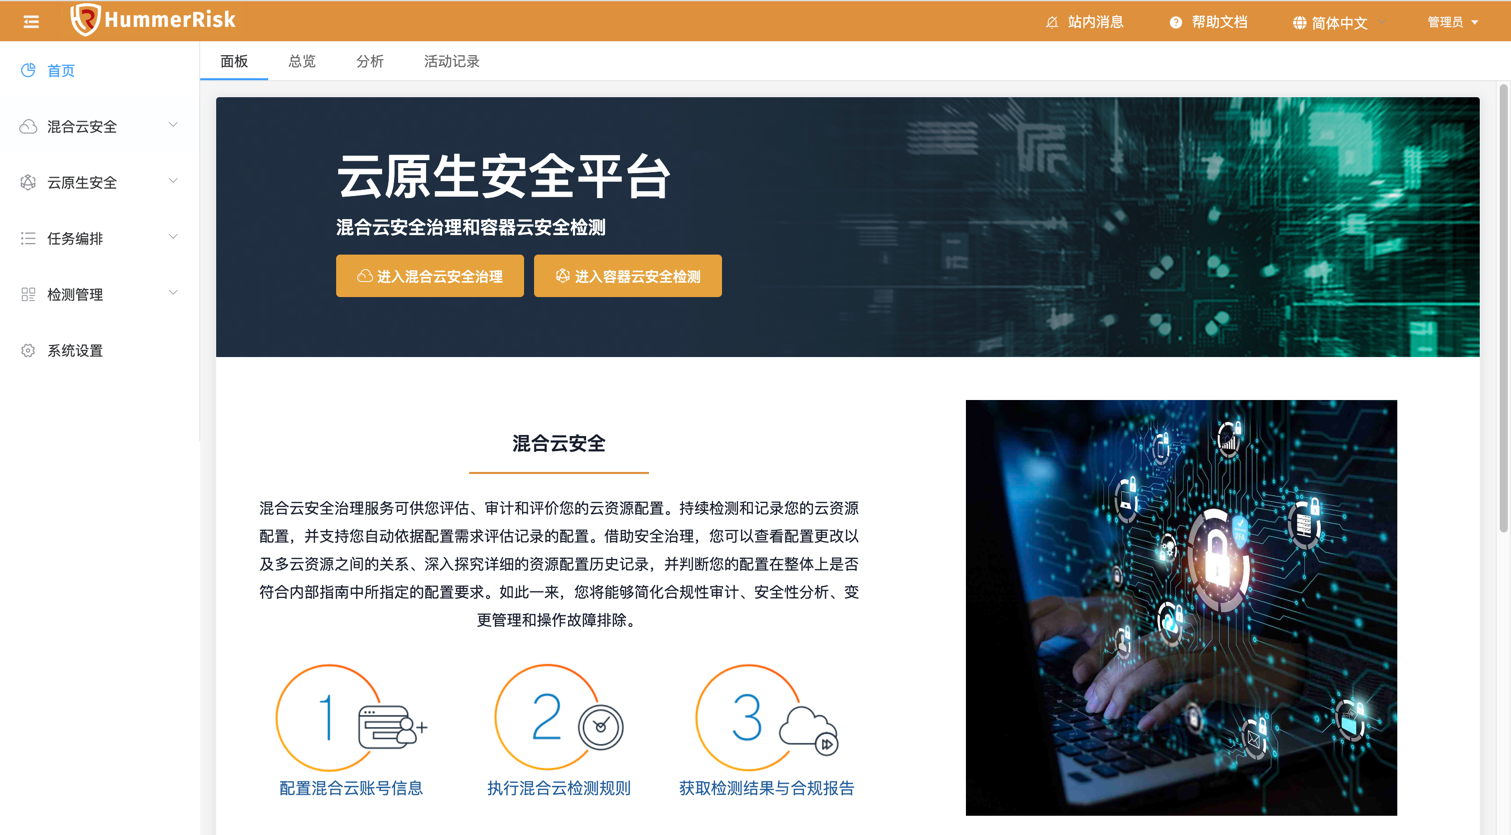 HummerRisk
站内消息
帮助文档
简体中文
管理员
首页
混合云安全
云原生安全
任务编排
检测管理
系统设置
面板
总览
分析
活动记录
云原生安全平台
混合云安全治理和容器云安全检测
进入混合云安全治理
进入容器云安全检测
混合云安全
混合云安全治理服务可供您评估、审计和评价您的云资源配置。持续检测和记录您的云资源
配置，并支持您自动依据配置需求评估记录的配置。借助安全治理，您可以查看配置更改以
及多云资源之间的关系、深入探究详细的资源配置历史记录，并判断您的配置在整体上是否
符合内部指南中所指定的配置要求。如此一来，您将能够简化合规性审计、安全性分析、变
更管理和操作故障排除。
1
2
3
配置混合云账号信息
执行混合云检测规则
获取检测结果与合规报告